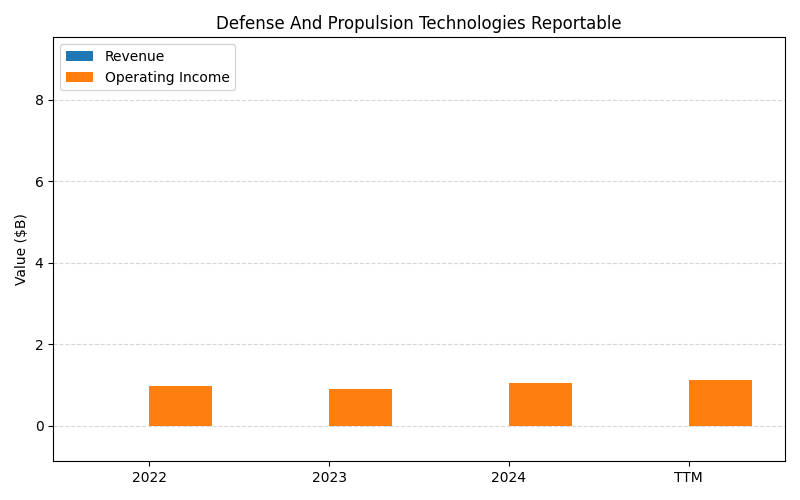 Defense And Propulsion Technologies Reportable
Revenue
Operating Income
Value ($B)
8
6
4
2
0
2022
2023
2024
TTM